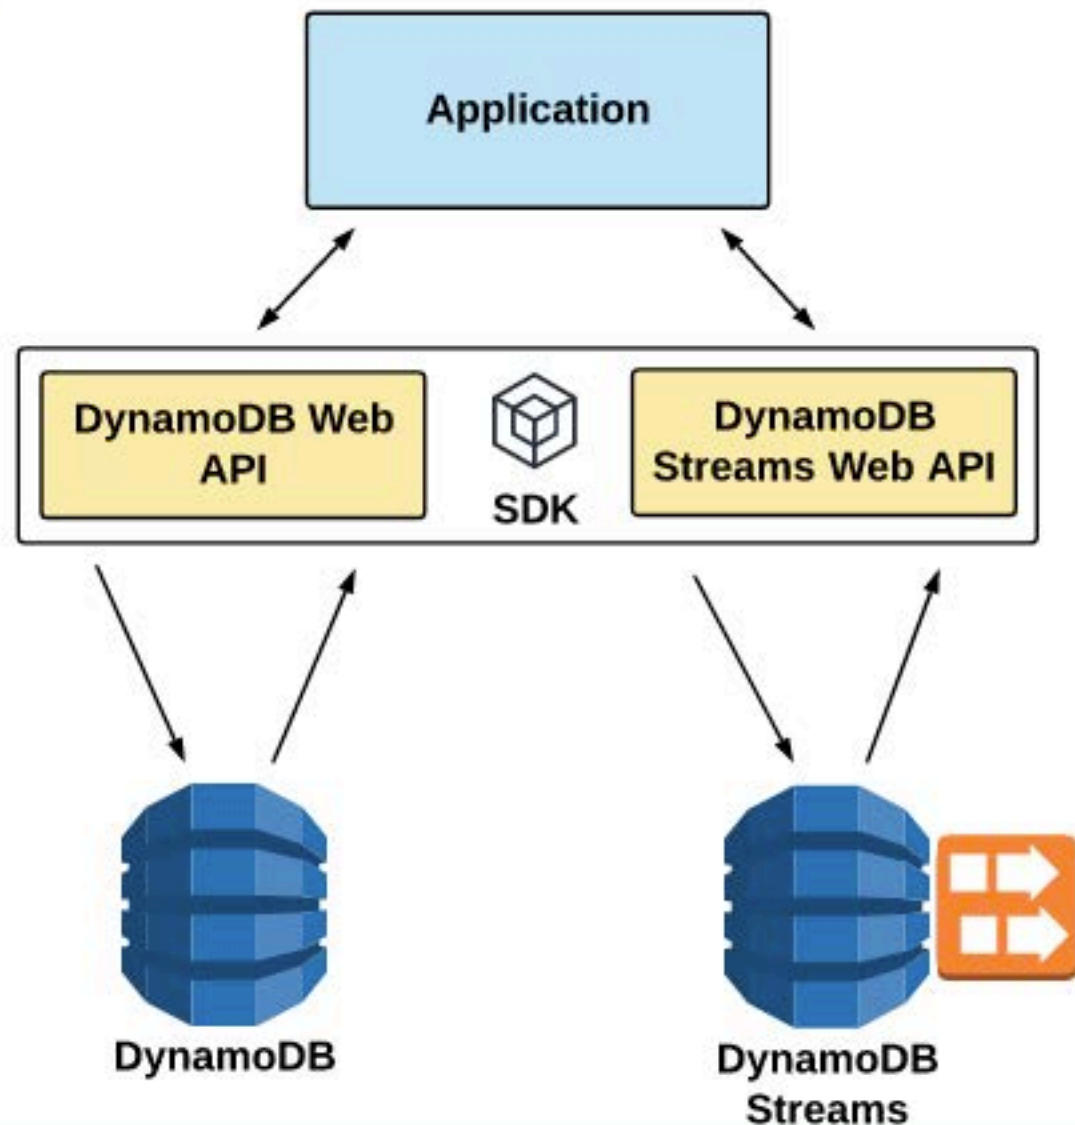 Application
DynamoDB Web
API
SDK
DynamoDB
Streams Web API
DynamoDB
DynamoDB
Streams